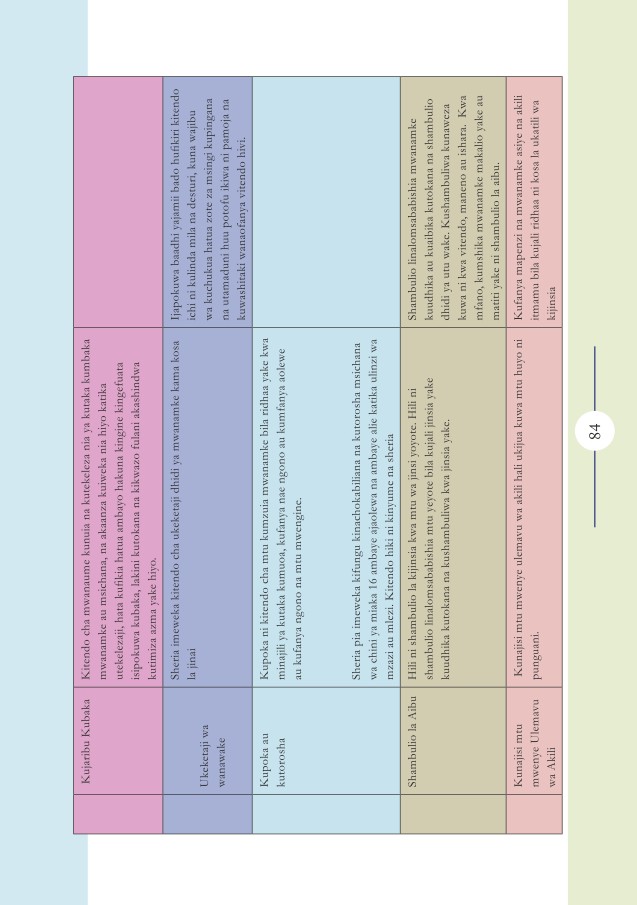 Kujaribu Kubaka
Kitendo cha mwanaume kunuia na kutekeleza nia ya kutaka kumbaka
mwanamke au msichana, na akaanza kuiweka nia hiyo katika
utekelezaji, hata kufikia hatua ambayo hakuna kingine kingefuata
isipokuwa kubaka, lakini kutokana na kikwazo fulani akashindwa
kutimiza azma yake hiyo.
Ukeketaji wa
wanawake
Sheria imeweka kitendo cha ukeketaji dhidi ya mwanamke kama kosa
la jinai
Ijapokuwa baadhi yajamii bado hufikiri kitendo
ichi ni kulinda mila na desturi, kuna wajibu
wa kuchukua hatua zote za msingi kupingana
na utamaduni huu potofu ikiwa ni pamoja na
kuwashitaki wanaofanya vitendo hivi.
Kupoka au
kutorosha
Kupoka ni kitendo cha mtu kumzuia mwanamke bila ridhaa yake kwa
minajili ya kutaka kumuoa, kufanya nae ngono au kumfanya aolewe
au kufanya ngono na mtu mwengine.
Sheria pia imeweka kifungu kinachokabiliana na kutorosha msichana
wa chini ya miaka 16 ambaye ajaolewa na ambaye alie katika ulinzi wa
mzazi au mlezi. Kitendo hiki ni kinyume na sheria
Shambulio la Aibu
Hili ni shambulio la kijinsia kwa mtu wa jinsi yoyote. Hili ni
shambulio linalomsababishia mtu yeyote bila kujali jinsia yake
kuudhika kutokana na kushambuliwa kwa jinsia yake.
Shambulio linalomsababishia mwanamke
kuudhika au kuaibika kutokana na shambulio
dhidi ya utu wake. Kushambuliwa kunaweza
kuwa ni kwa vitendo, maneno au ishara. Kwa
mfano, kumshika mwanamke makalio yake au
matiti yake ni shambulio la aibu.
Kunajisi mtu
mwenye Ulemavu
wa Akili
Kunajisi mtu mwenye ulemavu wa akili hali ukijua kuwa mtu huyo ni
punguani.
Kufanya mapenzi na mwanamke asiye na akili
itmamu bila kujali ridhaa ni kosa la ukatili wa
kijinsia
84